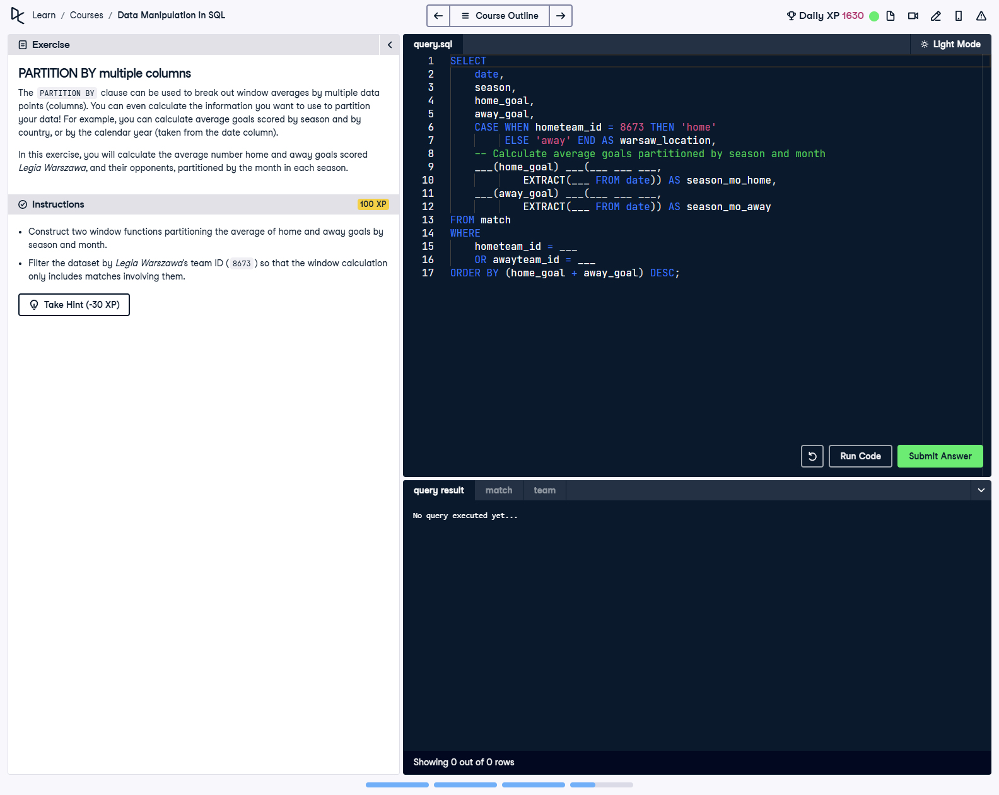 Learn / Courses / Data Manipulation in SQL
Course Outline
Daily XP 1630
Exercise
PARTITION BY multiple columns
The PARTITION BY clause can be used to break out window averages by multiple data
points (columns). You can even calculate the information you want to use to partition
your data! For example, you can calculate average goals scored by season and by
country, or by the calendar year (taken from the date column).
In this exercise, you will calculate the average number home and away goals scored
Legia Warszawa, and their opponents, partitioned by the month in each season.
Instructions
100 XP
• Construct two window functions partitioning the average of home and away goals by
season and month.
• Filter the dataset by Legia Warszawa's team ID ( 8673 ) so that the window calculation
only includes matches involving them.
Take Hint (-30 XP)
query.sql
Light Mode
1 SELECT
2 date,
3 season,
4 home_goal,
5 away_goal,
6 CASE WHEN hometeam_id = 8673 THEN 'home'
7 ELSE 'away' END AS warsaw_location,
8 -- Calculate average goals partitioned by season and month
9 ___(home_goal) ___(___ ___ ___,
10 EXTRACT(___ FROM date)) AS season_mo_home,
11 ___(away_goal) ___(___ ___ ___,
12 EXTRACT(___ FROM date)) AS season_mo_away
13 FROM match
14 WHERE
15 hometeam_id = ___
16 OR awayteam_id = ___
17 ORDER BY (home_goal + away_goal) DESC;
Run Code
Submit Answer
query result
match
team
No query executed yet...
Showing 0 out of 0 rows